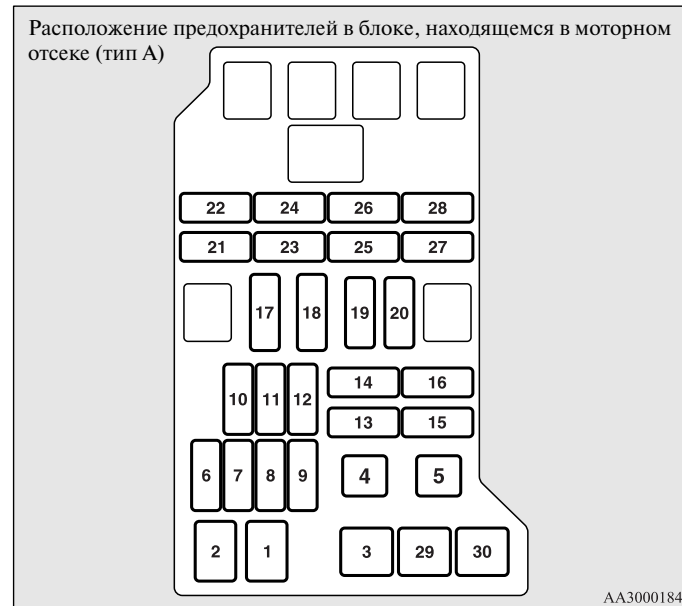 Расположение предохранителей в блоке, находящемся в моторном
отсеке (тип А)
22 24 26 28
21 23 25 27
17 18 19 20
14 16
10 11 12
13 15
6 7 8 9 4 5
2 1 3 29 30
AA3000184